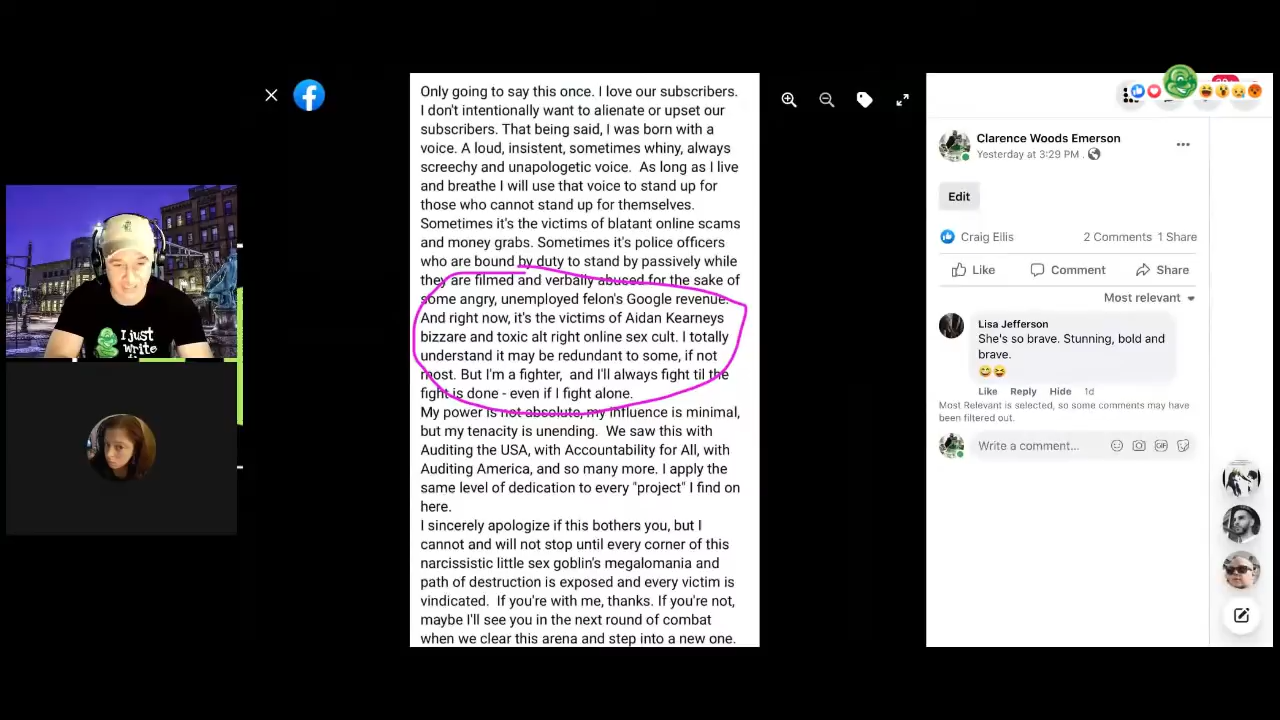 Only going to say this once. I love our subscribers.
I don't intentionally want to alienate or upset our
subscribers. That being said, I was born with a
voice. A loud, insistent, sometimes whiny, always
screechy and unapologetic voice. As long as I live
and breathe I will use that voice to stand up for
those who cannot stand up for themselves.
Sometimes it's the victims of blatant online scams
and money grabs. Sometimes it's police officers
who are bound by duty to stand by passively while
they are filmed and verbally abused for the sake of
some angry, unemployed felon's Google revenue.
And right now, it's the victims of Aidan Kearneys
bizzare and toxic alt right online sex cult. I totally
understand it may be redundant to some, if not
most. But I'm a fighter, and I'll always fight til the
fight is done - even if I fight alone.
My power is not absolute, my influence is minimal,
but my tenacity is unending. We saw this with
Auditing the USA, with Accountability for All, with
Auditing America, and so many more. I apply the
same level of dedication to every "project" I find on
here.
I sincerely apologize if this bothers you, but I
cannot and will not stop until every corner of this
narcissistic little sex goblin's megalomania and
path of destruction is exposed and every victim is
vindicated. If you're with me, thanks. If you're not,
maybe I'll see you in the next round of combat
when we clear this arena and step into a new one.
Clarence Woods Emerson
Yesterday at 3:29 PM .
Edit
Craig Ellis
2 Comments 1 Share
Like Comment Share
Most relevant
Lisa Jefferson
She's so brave. Stunning, bold and
brave.
Like Reply Hide 1d
Most Relevant is selected, so some comments may have
been filtered out.
Write a comment...
GIF
I just
write